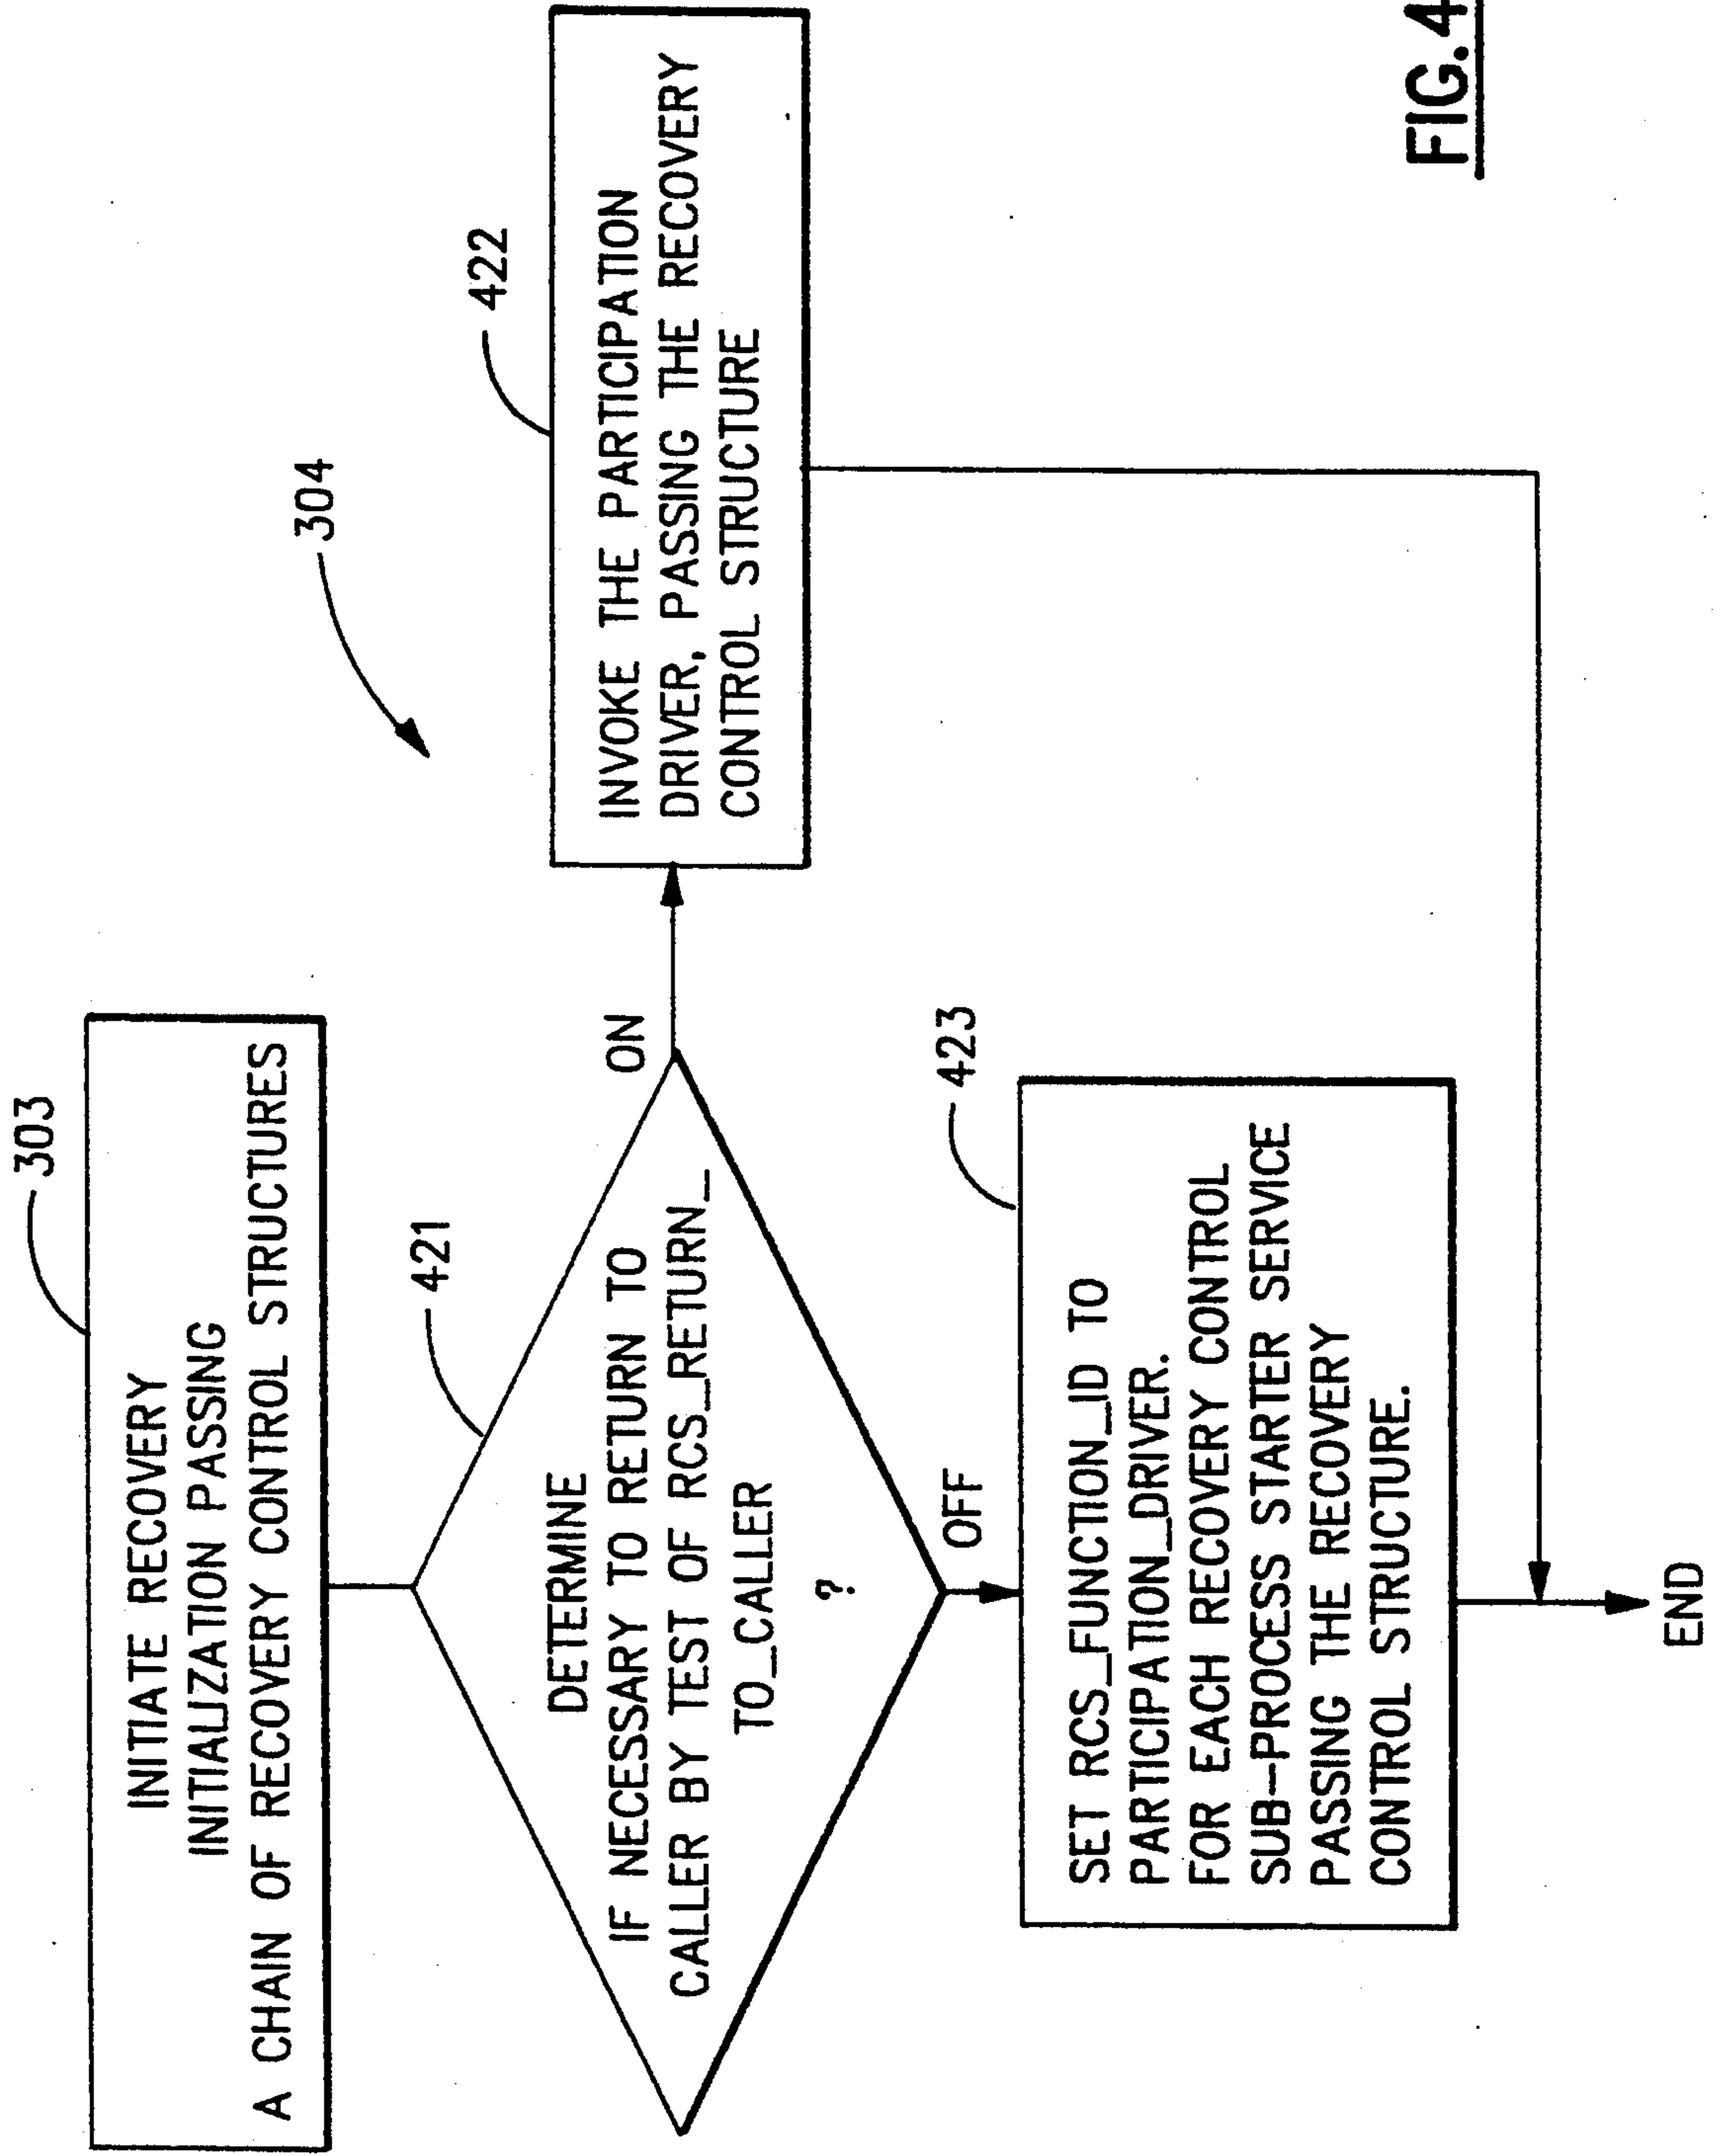 303
INITIATE RECOVERY
INITIALIZATION PASSING
A CHAIN OF RECOVERY CONTROL STRUCTURES
304
421
DETERMINE
IF NECESSARY TO RETURN TO
CALLER BY TEST OF RCS_RETURN_
TO_CALLER
?
ON
422
INVOKE THE PARTICIPATION
DRIVER, PASSING THE RECOVERY
CONTROL STRUCTURE
OFF
423
SET RCS_FUNCTION_ID TO
PARTICIPATION_DRIVER.
FOR EACH RECOVERY CONTROL
SUB-PROCESS STARTER SERVICE
PASSING THE RECOVERY
CONTROL STRUCTURE.
END
FIG.4